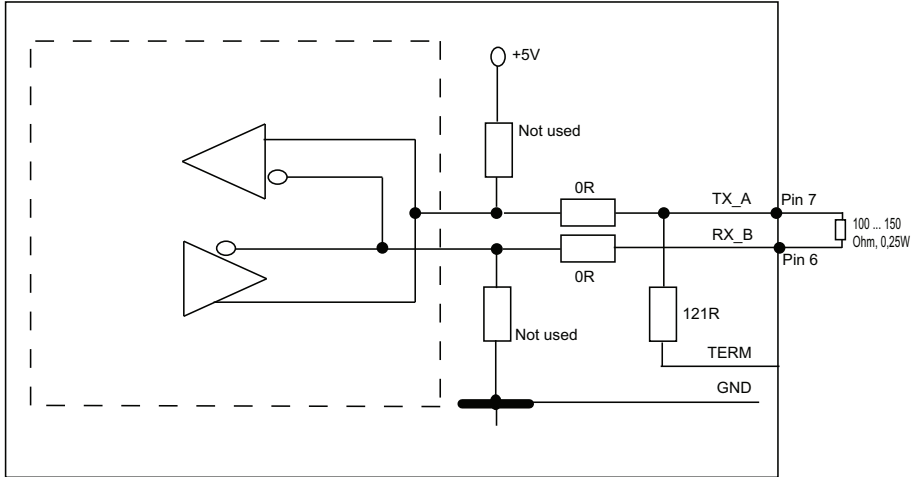 +5V
Not used
0R
TX_A
Pin 7
100 ... 150
Ohm, 0,25W
RX_B
Pin 6
0R
121R
Not used
TERM
GND